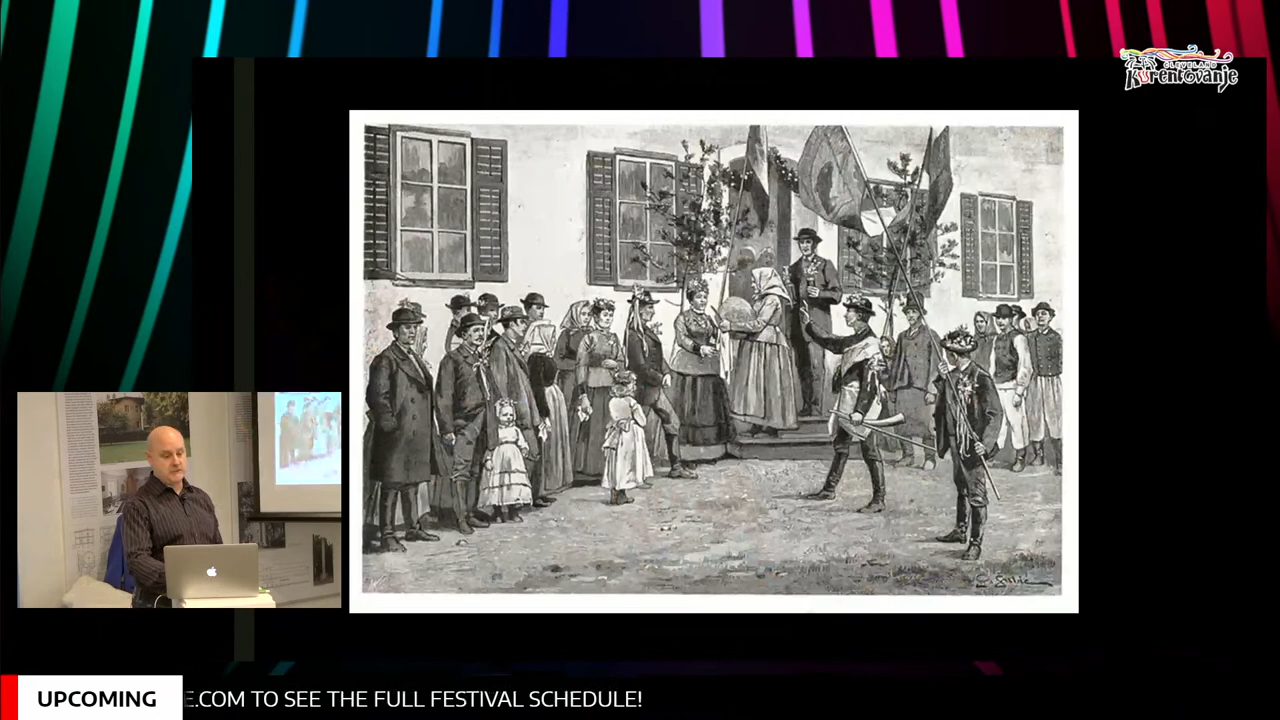 CLEVELAND
Kurentovanje
UPCOMING
E.COM TO SEE THE FULL FESTIVAL SCHEDULE!